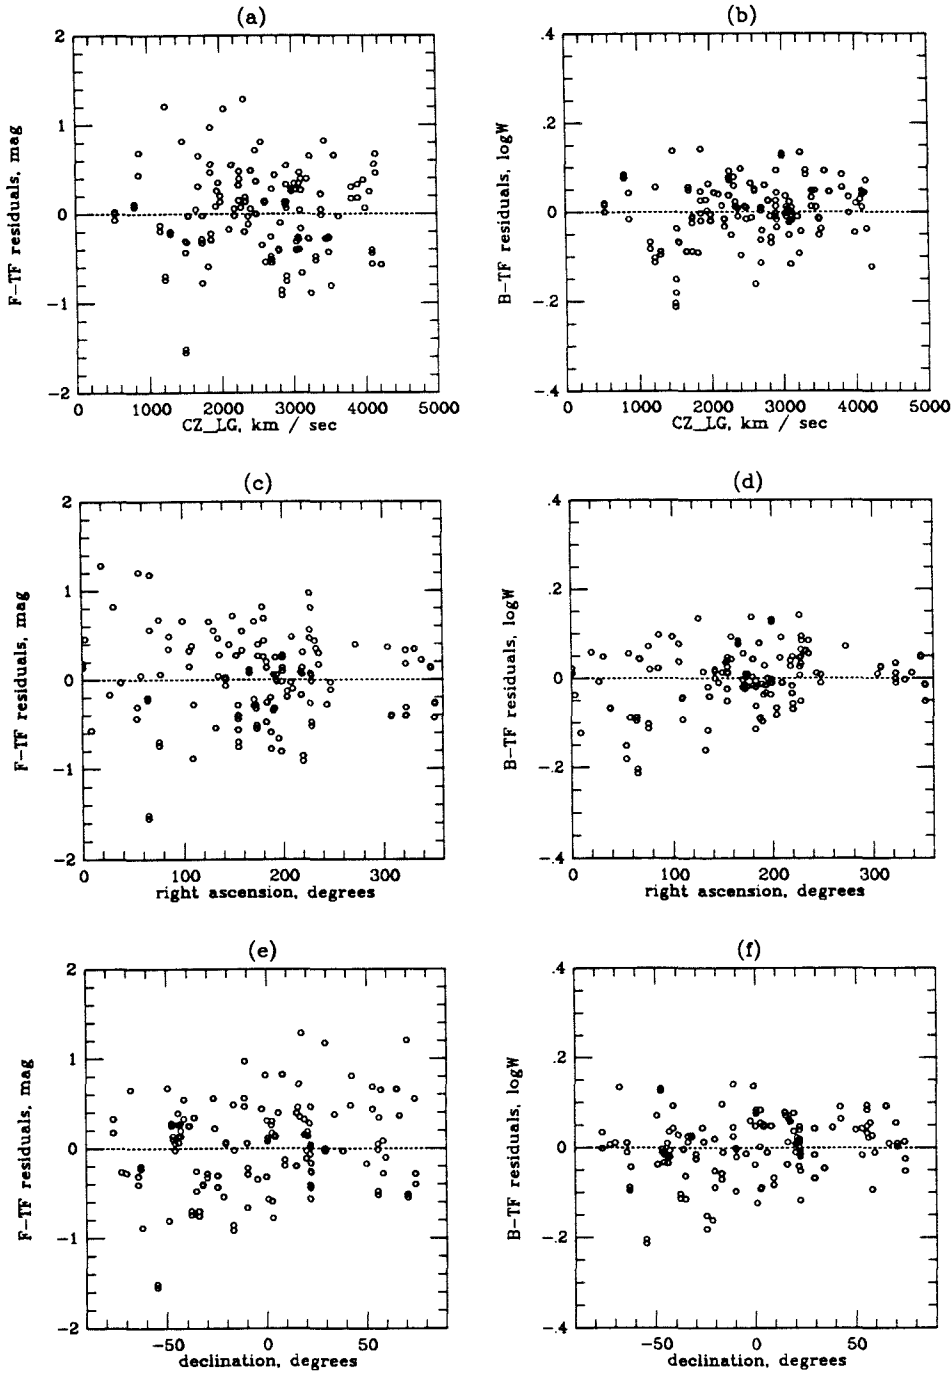 (a)
(b)
2
1
0
-1
-2
F-TF residuals, mag
0 1000 2000 3000 4000 5000
CZ_LG, km / sec
.4
.2
0
-.2
-.4
B-TF residuals, logW
0 1000 2000 3000 4000 5000
CZ_LG, km / sec
(c)
(d)
2
1
0
-1
-2
F-TF residuals, mag
0 100 200 300
right ascension, degrees
.4
.2
0
-.2
-.4
B-TF residuals, logW
0 100 200 300
right ascension, degrees
(e)
(f)
2
1
0
-1
-2
F-TF residuals, mag
-50 0 50
declination, degrees
.4
.2
0
-.2
-.4
B-TF residuals, logW
-50 0 50
declination, degrees